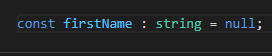 const firstName : string = null;